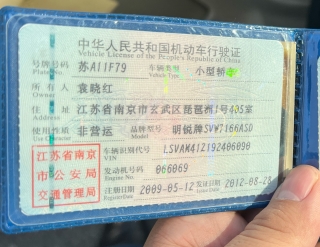 中华人民共和国机动车行驶证
Vehicle License of the People's Republic of China
号牌号码 苏A11F79 车辆类型 小型轿车
Plate No. Vehicle Type
所有人 袁晓红
Owner
住址 江苏省南京市玄武区琵琶洲1号405室
Address
使用性质 非营运 品牌型号 明锐牌SVW7166ASD
Use Character Model
江苏省南京市公安局交通管理局
车辆识别代号 LSVAM412192406090
VIN
发动机号码 066069
Engine No.
注册日期 2009-05-12 发证日期 2012-08-28
Register Date Issue Date